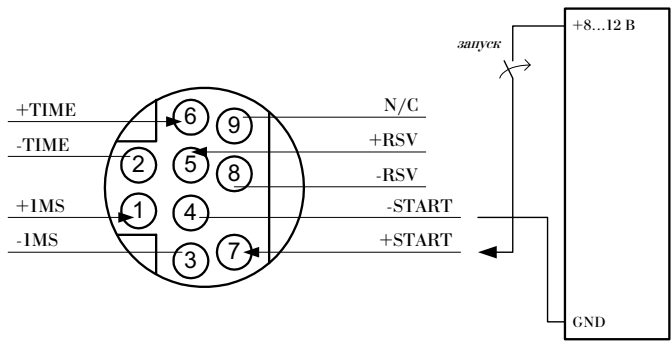 +8...12 В
запуск
+TIME
6
9
N/C
+RSV
-TIME
2
5
8
-RSV
+1MS
1
4
-START
-1MS
3
7
+START
GND